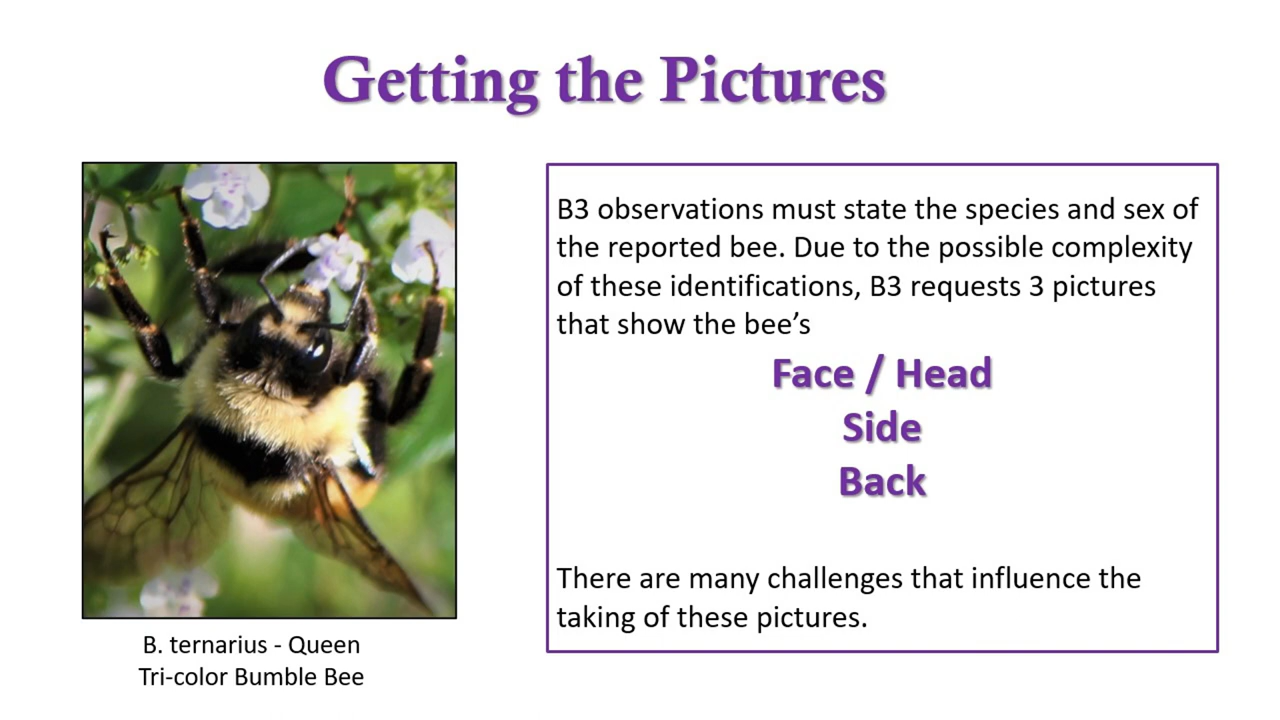 Getting the Pictures
B3 observations must state the species and sex of
the reported bee. Due to the possible complexity
of these identifications, B3 requests 3 pictures
that show the bee’s
Face / Head
Side
Back
There are many challenges that influence the
taking of these pictures.
B. ternarius - Queen
Tri-color Bumble Bee